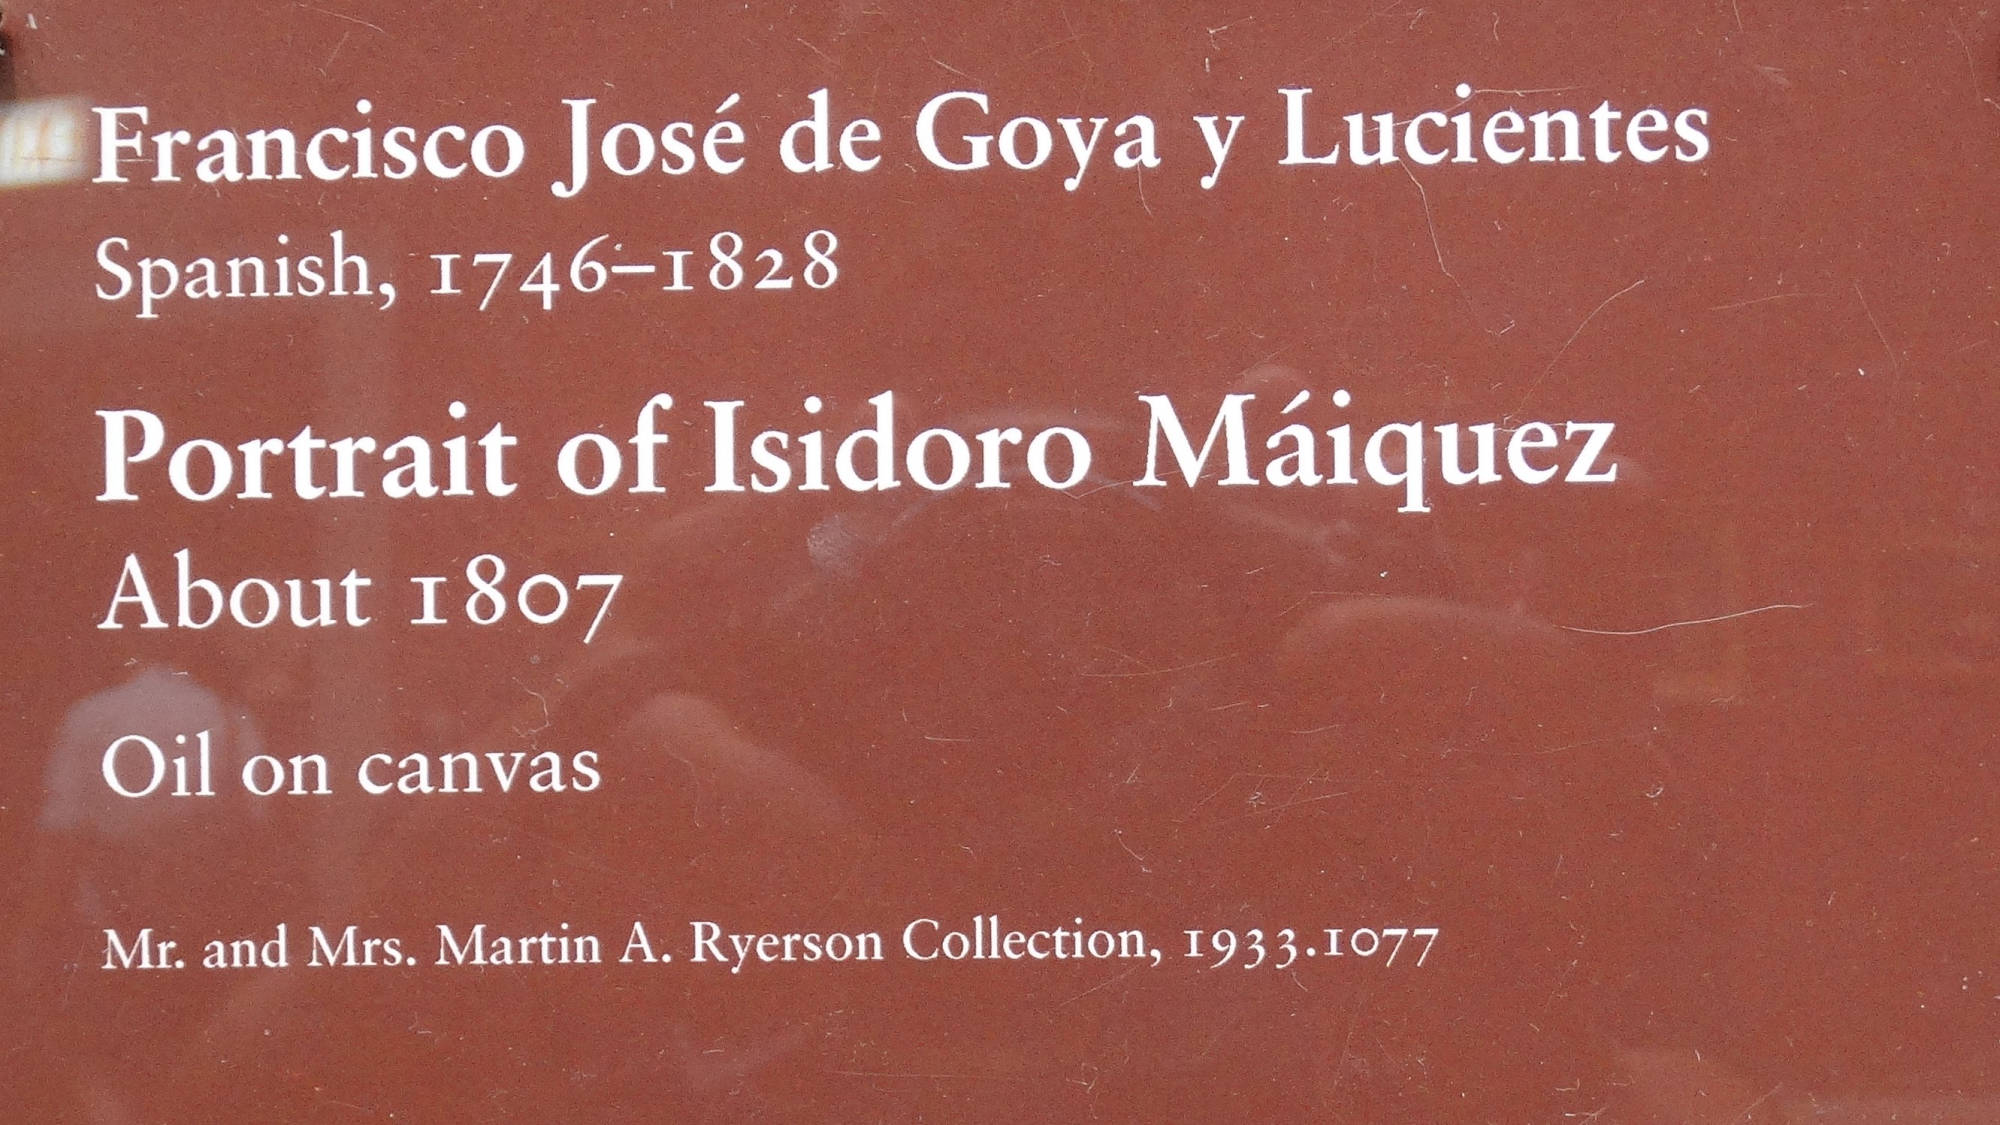 Francisco José de Goya y Lucientes
Spanish, 1746–1828
Portrait of Isidoro Máiquez
About 1807
Oil on canvas
Mr. and Mrs. Martin A. Ryerson Collection, 1933.1077